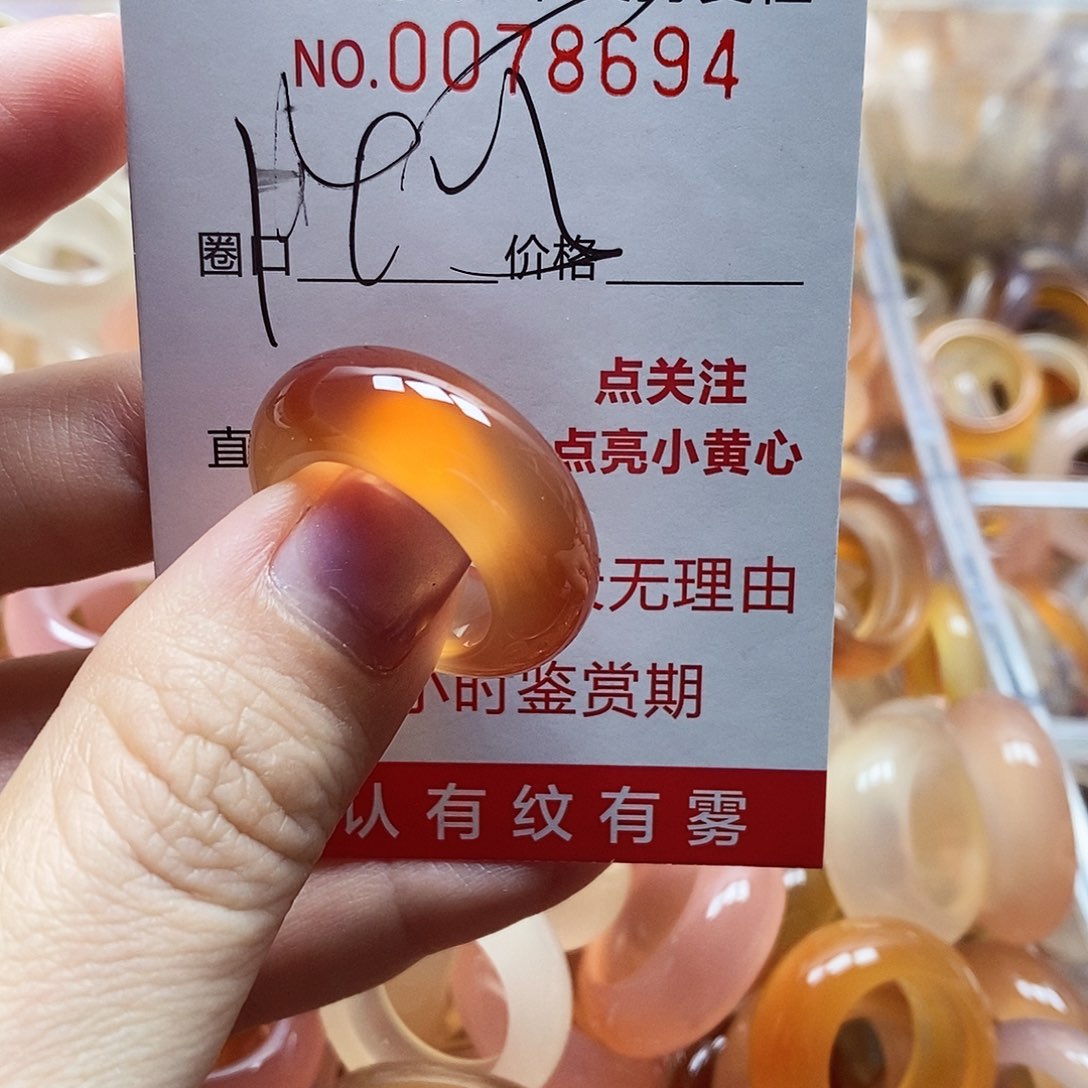 NO.0078694
圈口 价格
点关注
直
点亮小黄心
无理由
小时鉴赏期
认有纹有雾